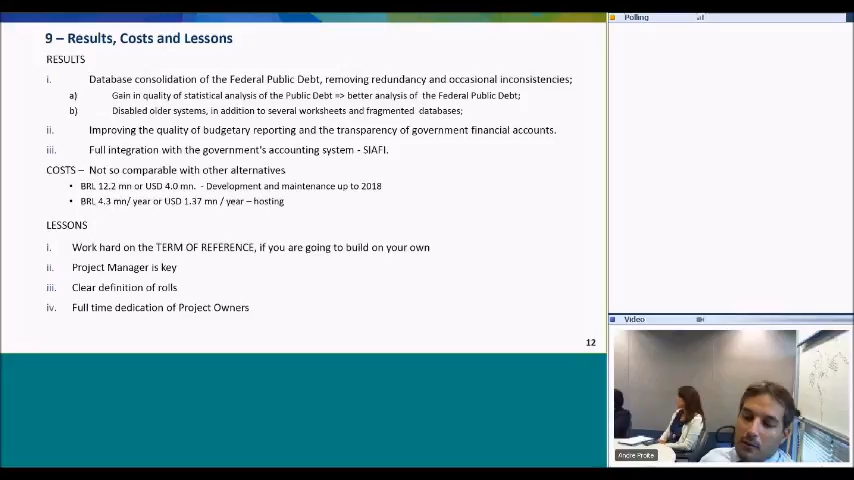 9 – Results, Costs and Lessons
RESULTS
i. Database consolidation of the Federal Public Debt, removing redundancy and occasional inconsistencies;
a) Gain in quality of statistical analysis of the Public Debt => better analysis of the Federal Public Debt;
b) Disabled older systems, in addition to several worksheets and fragmented databases;
ii. Improving the quality of budgetary reporting and the transparency of government financial accounts.
iii. Full integration with the government's accounting system - SIAFI.
COSTS – Not so comparable with other alternatives
• BRL 12.2 mn or USD 4.0 mn. - Development and maintenance up to 2018
• BRL 4.3 mn/ year or USD 1.37 mn / year – hosting
LESSONS
i. Work hard on the TERM OF REFERENCE, if you are going to build on your own
ii. Project Manager is key
iii. Clear definition of rolls
iv. Full time dedication of Project Owners
12
Polling
Video
Andre Proite